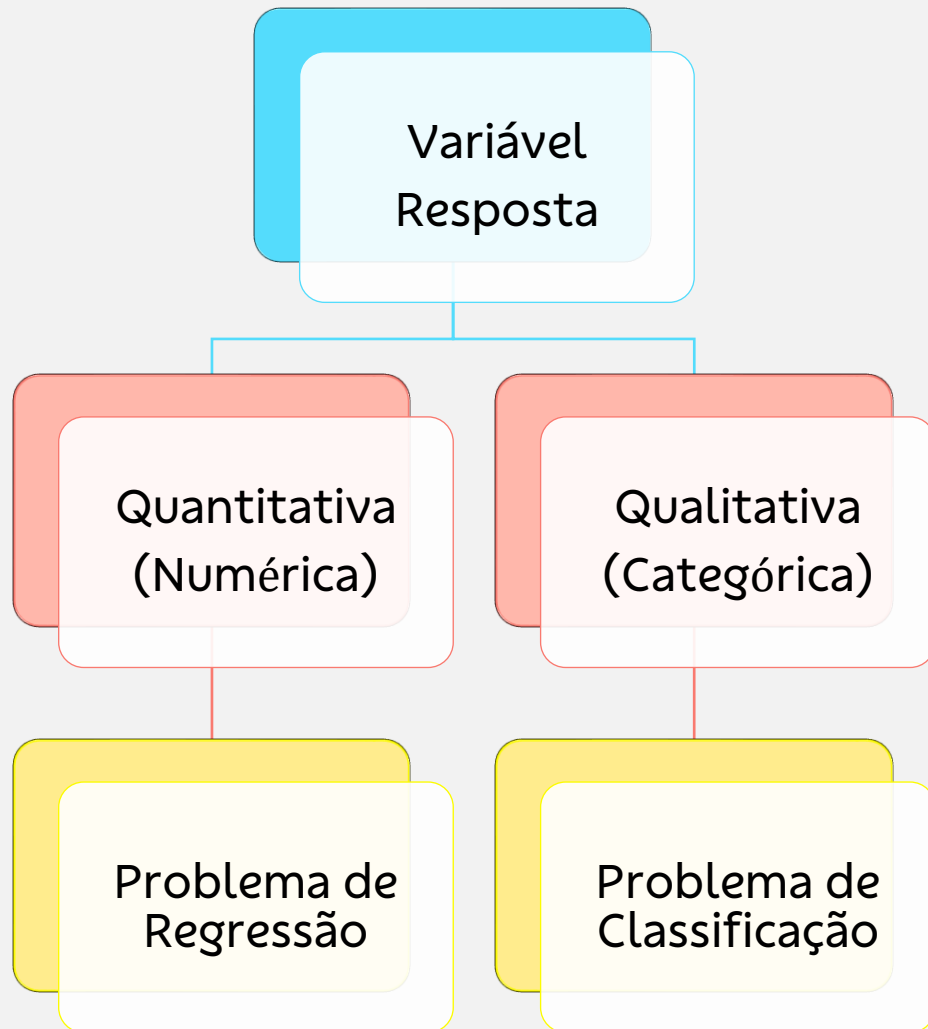 Variável
Resposta
Quantitativa
(Numérica)
Qualitativa
(Categórica)
Problema de
Regressão
Problema de
Classificação